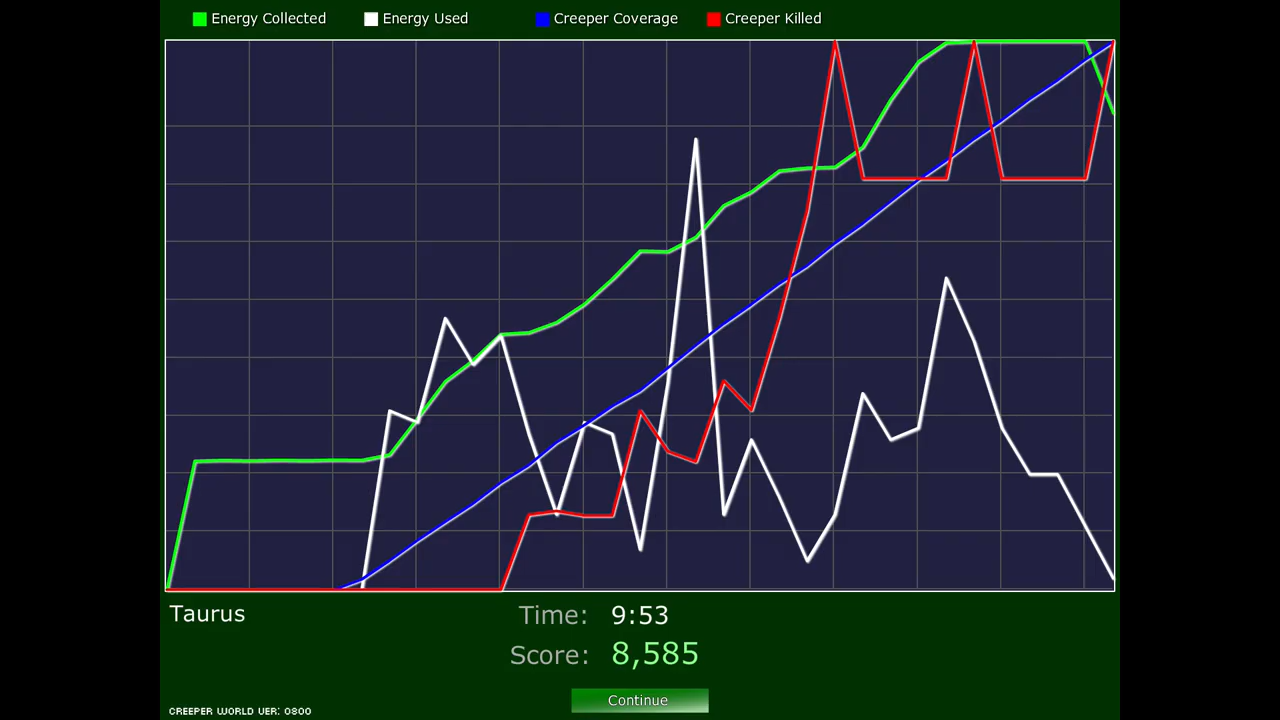 Energy Collected Energy Used Creeper Coverage Creeper Killed
Taurus
Time: 9:53
Score: 8,585
Continue
CREEPER WORLD VER: 0800